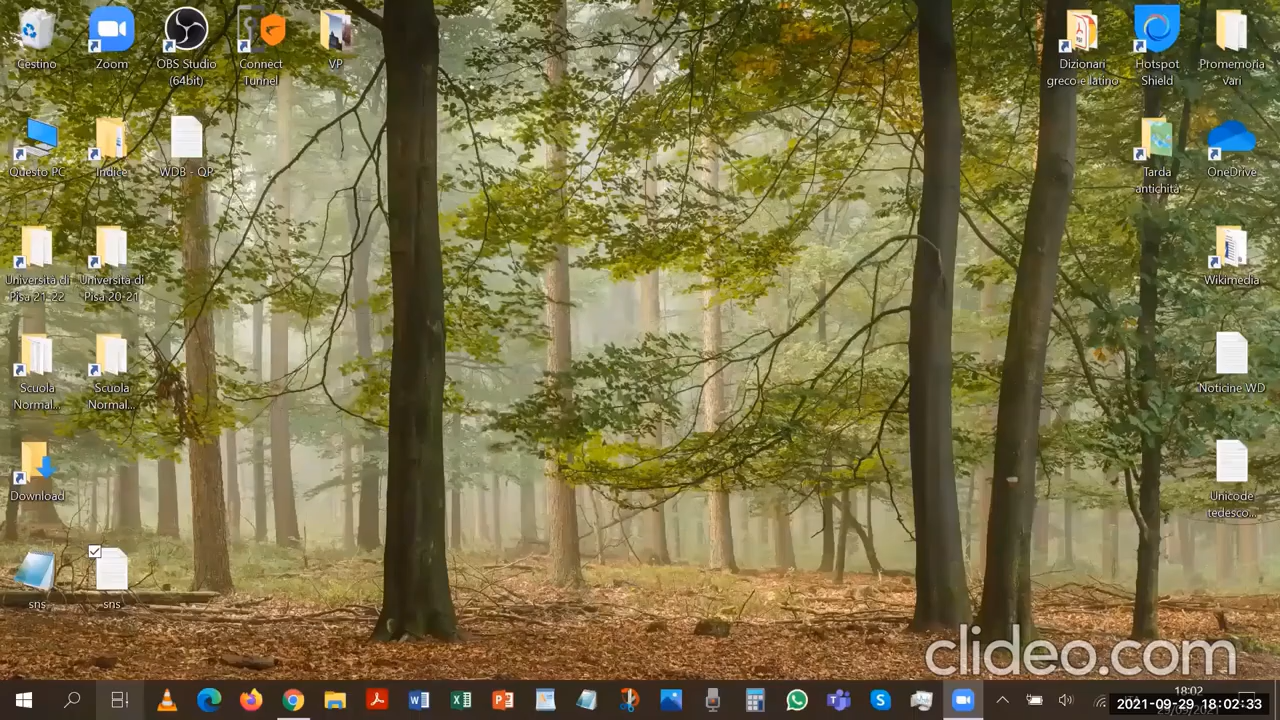 Cestino
Zoom
OBS Studio
(64bit)
Connect
Tunnel
VP
Dizionari
greco e latino
Hotspot
Shield
Promemoria
vari
Questo PC
Indice
WDB - QP
Tarda
antichità
OneDrive
Università di
Pisa 21-22
Università di
Pisa 20-21
Wikimedia
Scuola
Normal...
Scuola
Normal...
Noticine WD
Download
Unicode
tedesco...
sns
sns
clideo.com
18:02
2021-09-29 18:02:33